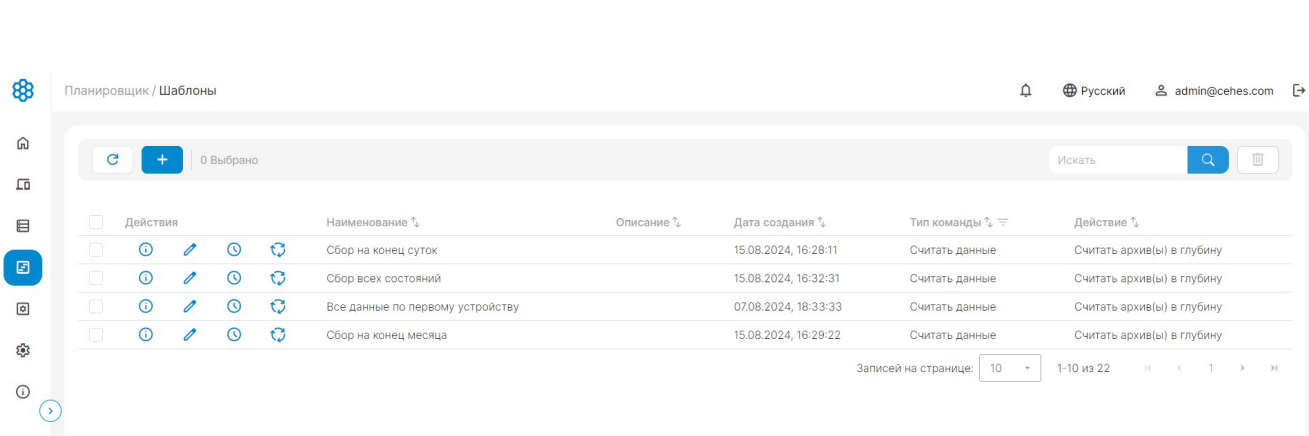 Планировщик / Шаблоны Русский admin@cehes.com
0 Выбрано Искать
Действия Наименование Описание Дата создания Тип команды Действие
Сбор на конец суток 15.08.2024, 16:28:11 Считать данные Считать архив(ы) в глубину
Сбор всех состояний 15.08.2024, 16:32:31 Считать данные Считать архив(ы) в глубину
Все данные по первому устройству 07.08.2024, 18:33:33 Считать данные Считать архив(ы) в глубину
Сбор на конец месяца 15.08.2024, 16:29:22 Считать данные Считать архив(ы) в глубину
Записей на странице: 10 1-10 из 22 1